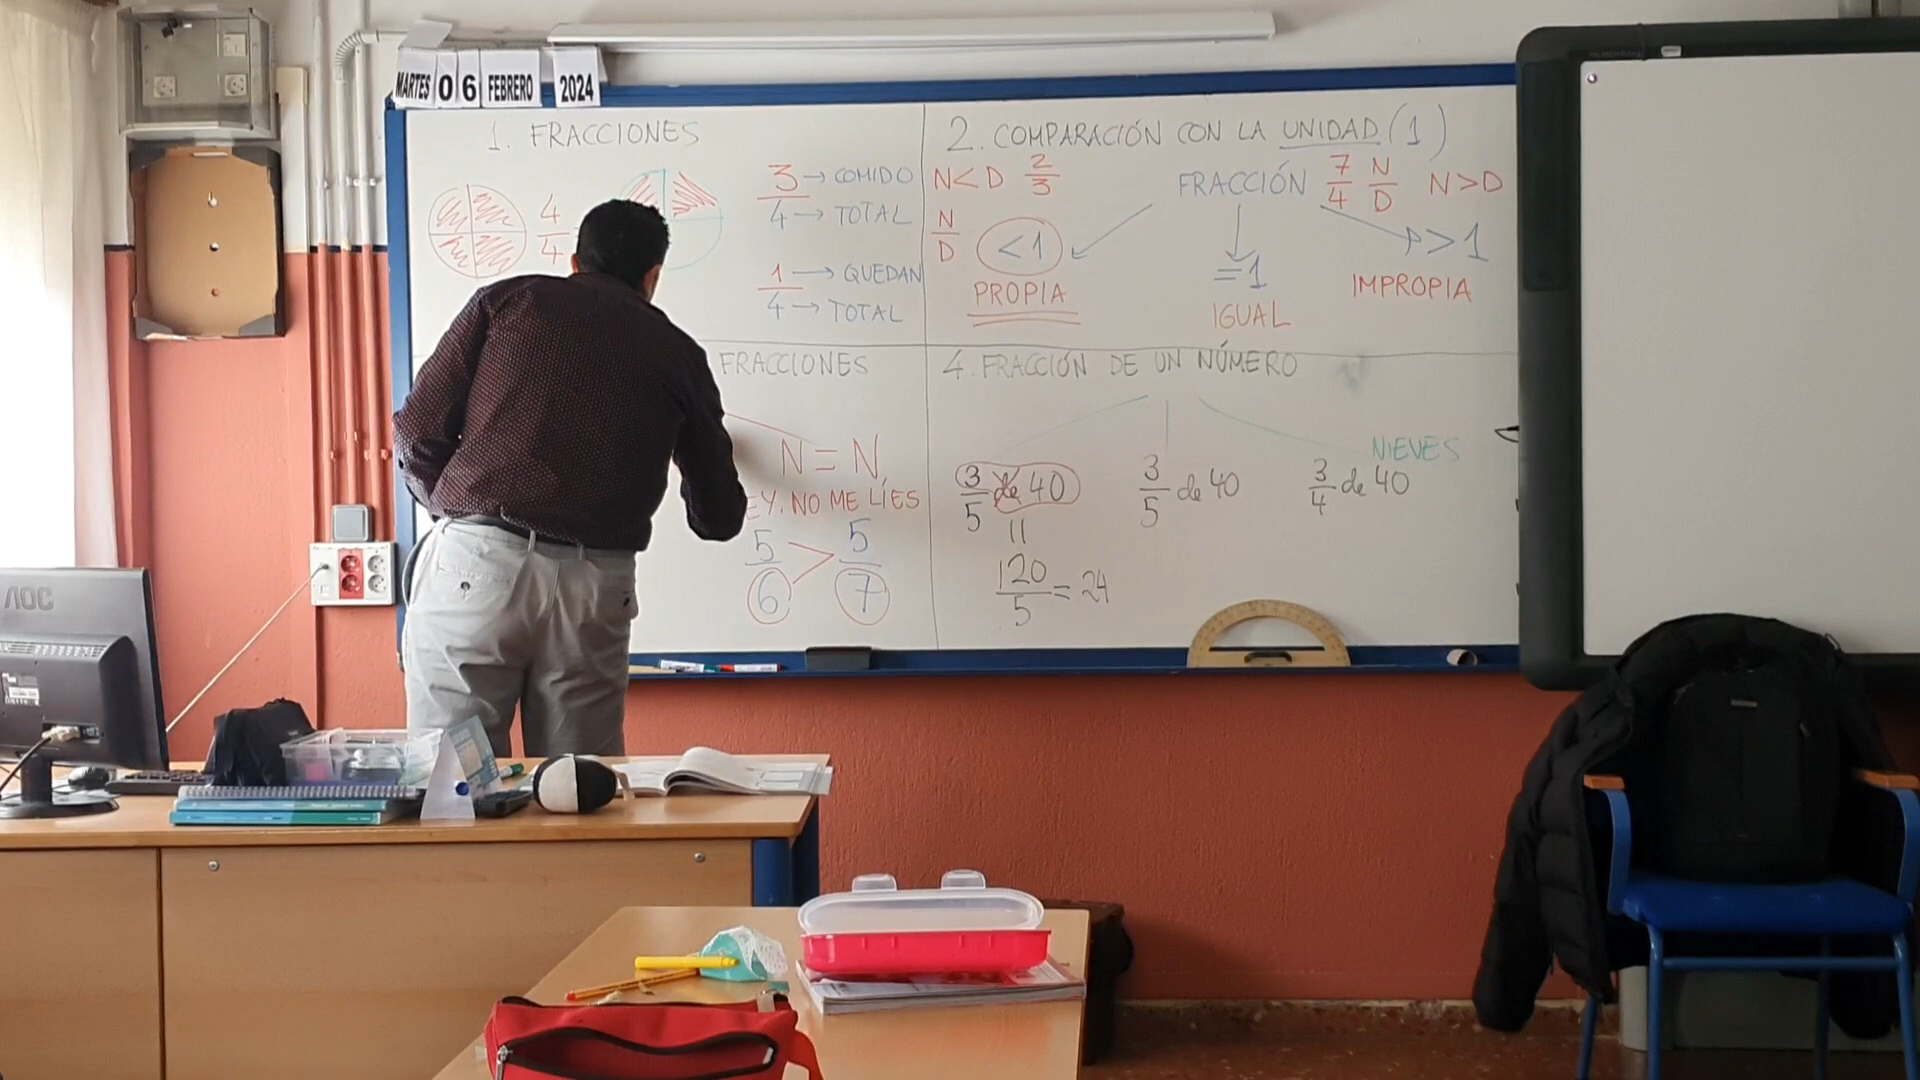 MARTES 06 FEBRERO 2024
1. FRACCIONES
4/4
3/4
→ COMIDO
→ TOTAL
1/4
→ QUEDAN
→ TOTAL
2. COMPARACIÓN CON LA UNIDAD (1)
N<D 2/3
FRACCIÓN 7/4 N/D N>D
N/D
<1
=1
>1
PROPIA
IGUAL
IMPROPIA
FRACCIONES
N=N
EY. NO ME LÍES
5/6 > 5/7
4. FRACCIÓN DE UN NÚMERO
NIEVES
3/5 de 40
3/5 de 40
3/4 de 40
11
120/5 = 24
AOC